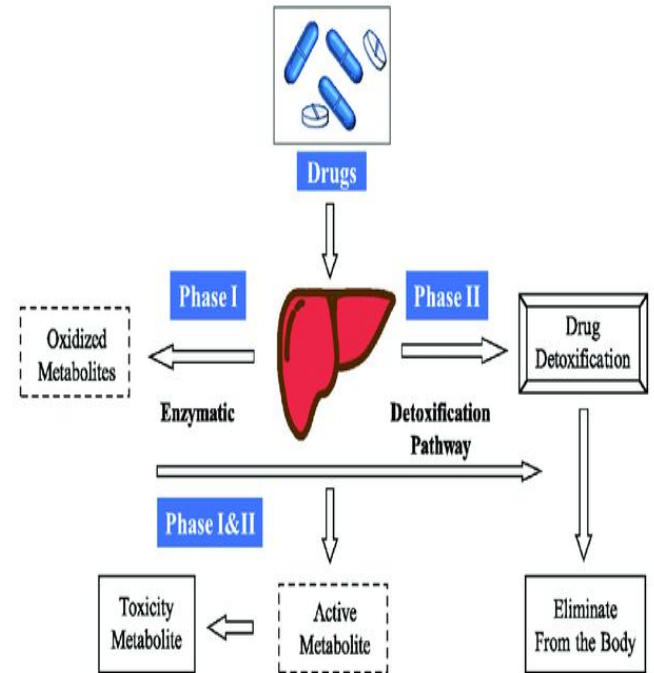 Drugs
Phase I
Phase II
Oxidized
Metabolites
Drug
Detoxification
Enzymatic
Detoxification
Pathway
Phase I&II
Toxicity
Metabolite
Active
Metabolite
Eliminate
From the Body